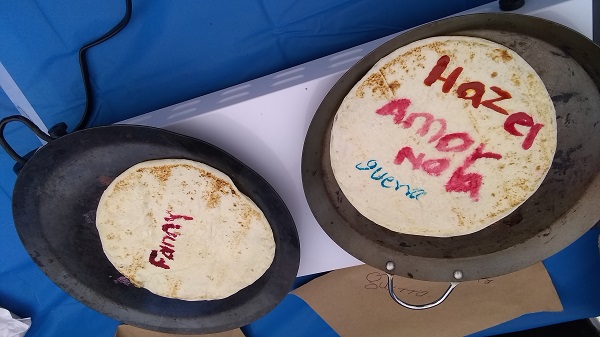 Fanny
Hazel
Amor
No la
guerra